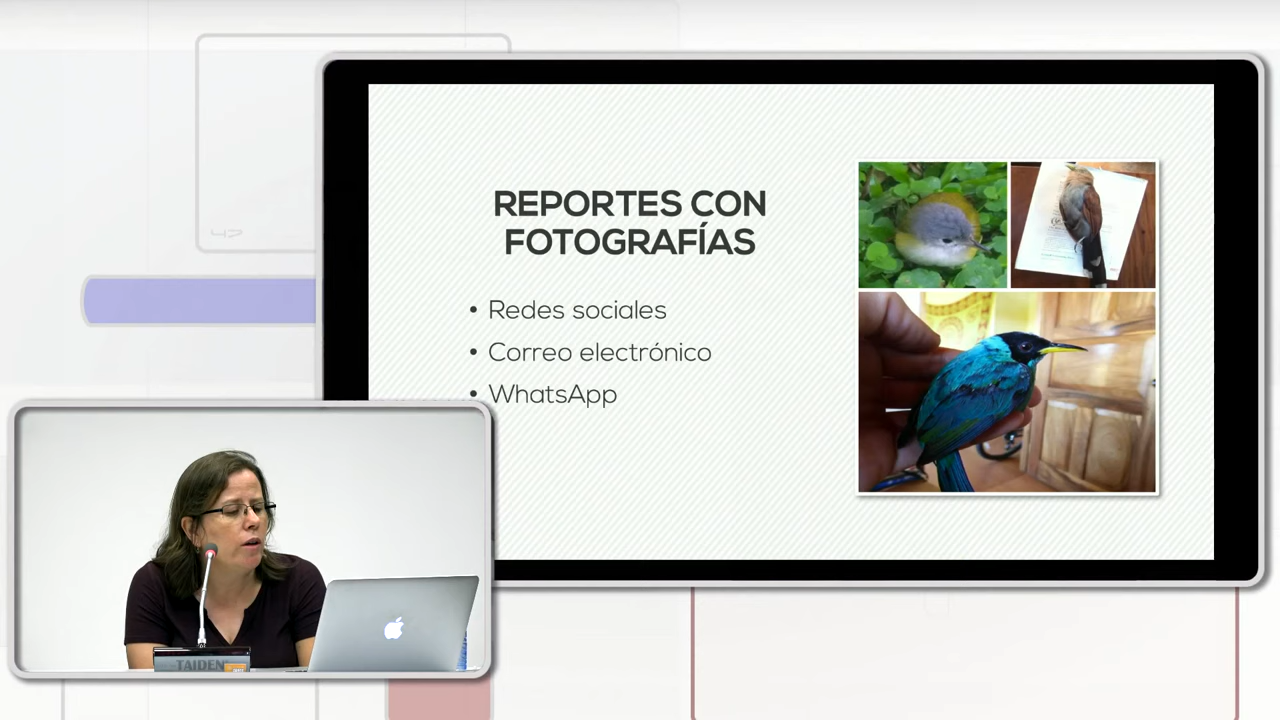 REPORTES CON
FOTOGRAFÍAS
• Redes sociales
• Correo electrónico
• WhatsApp
TAIDEN